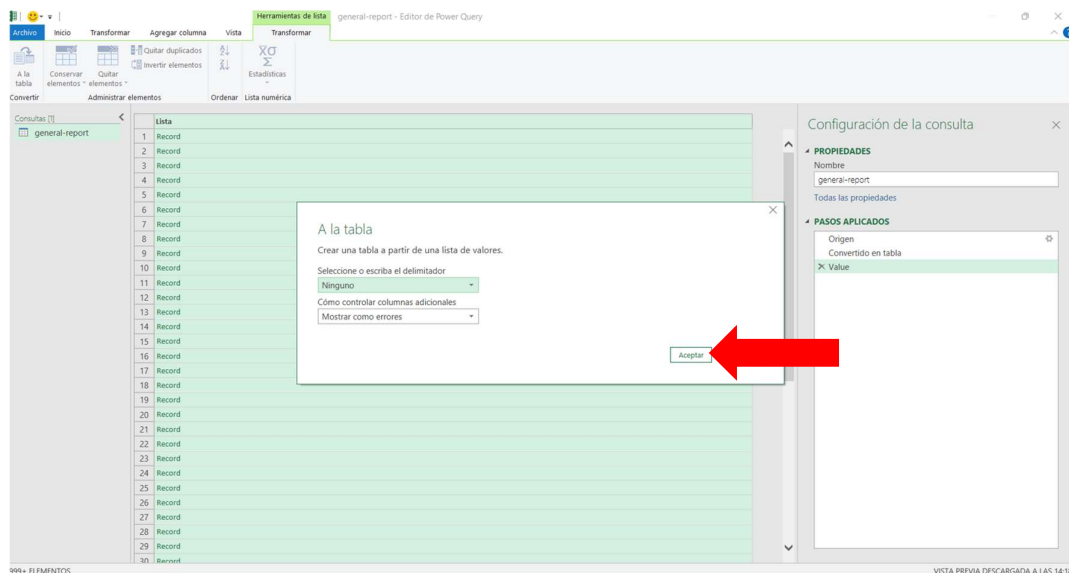 Herramientas de lista general-report - Editor de Power Query
Archivo Inicio Transformar Agregar columna Vista Transformar
Quitar duplicados
Invertir elementos
A la tabla
Conservar elementos
Quitar elementos
Estadísticas
Convertir Administrar elementos Ordenar Lista numérica
Consultas [1]
general-report
Lista
1 Record
2 Record
3 Record
4 Record
5 Record
6 Record
7 Record
8 Record
9 Record
10 Record
11 Record
12 Record
13 Record
14 Record
15 Record
16 Record
17 Record
18 Record
19 Record
20 Record
21 Record
22 Record
23 Record
24 Record
25 Record
26 Record
27 Record
28 Record
29 Record
30 Record
A la tabla
Crear una tabla a partir de una lista de valores.
Seleccione o escriba el delimitador
Ninguno
Cómo controlar columnas adicionales
Mostrar como errores
Aceptar
Configuración de la consulta
PROPIEDADES
Nombre
general-report
Todas las propiedades
PASOS APLICADOS
Origen
Convertido en tabla
Value
999+ ELEMENTOS
VISTA PREVIA DESCARGADA A LAS